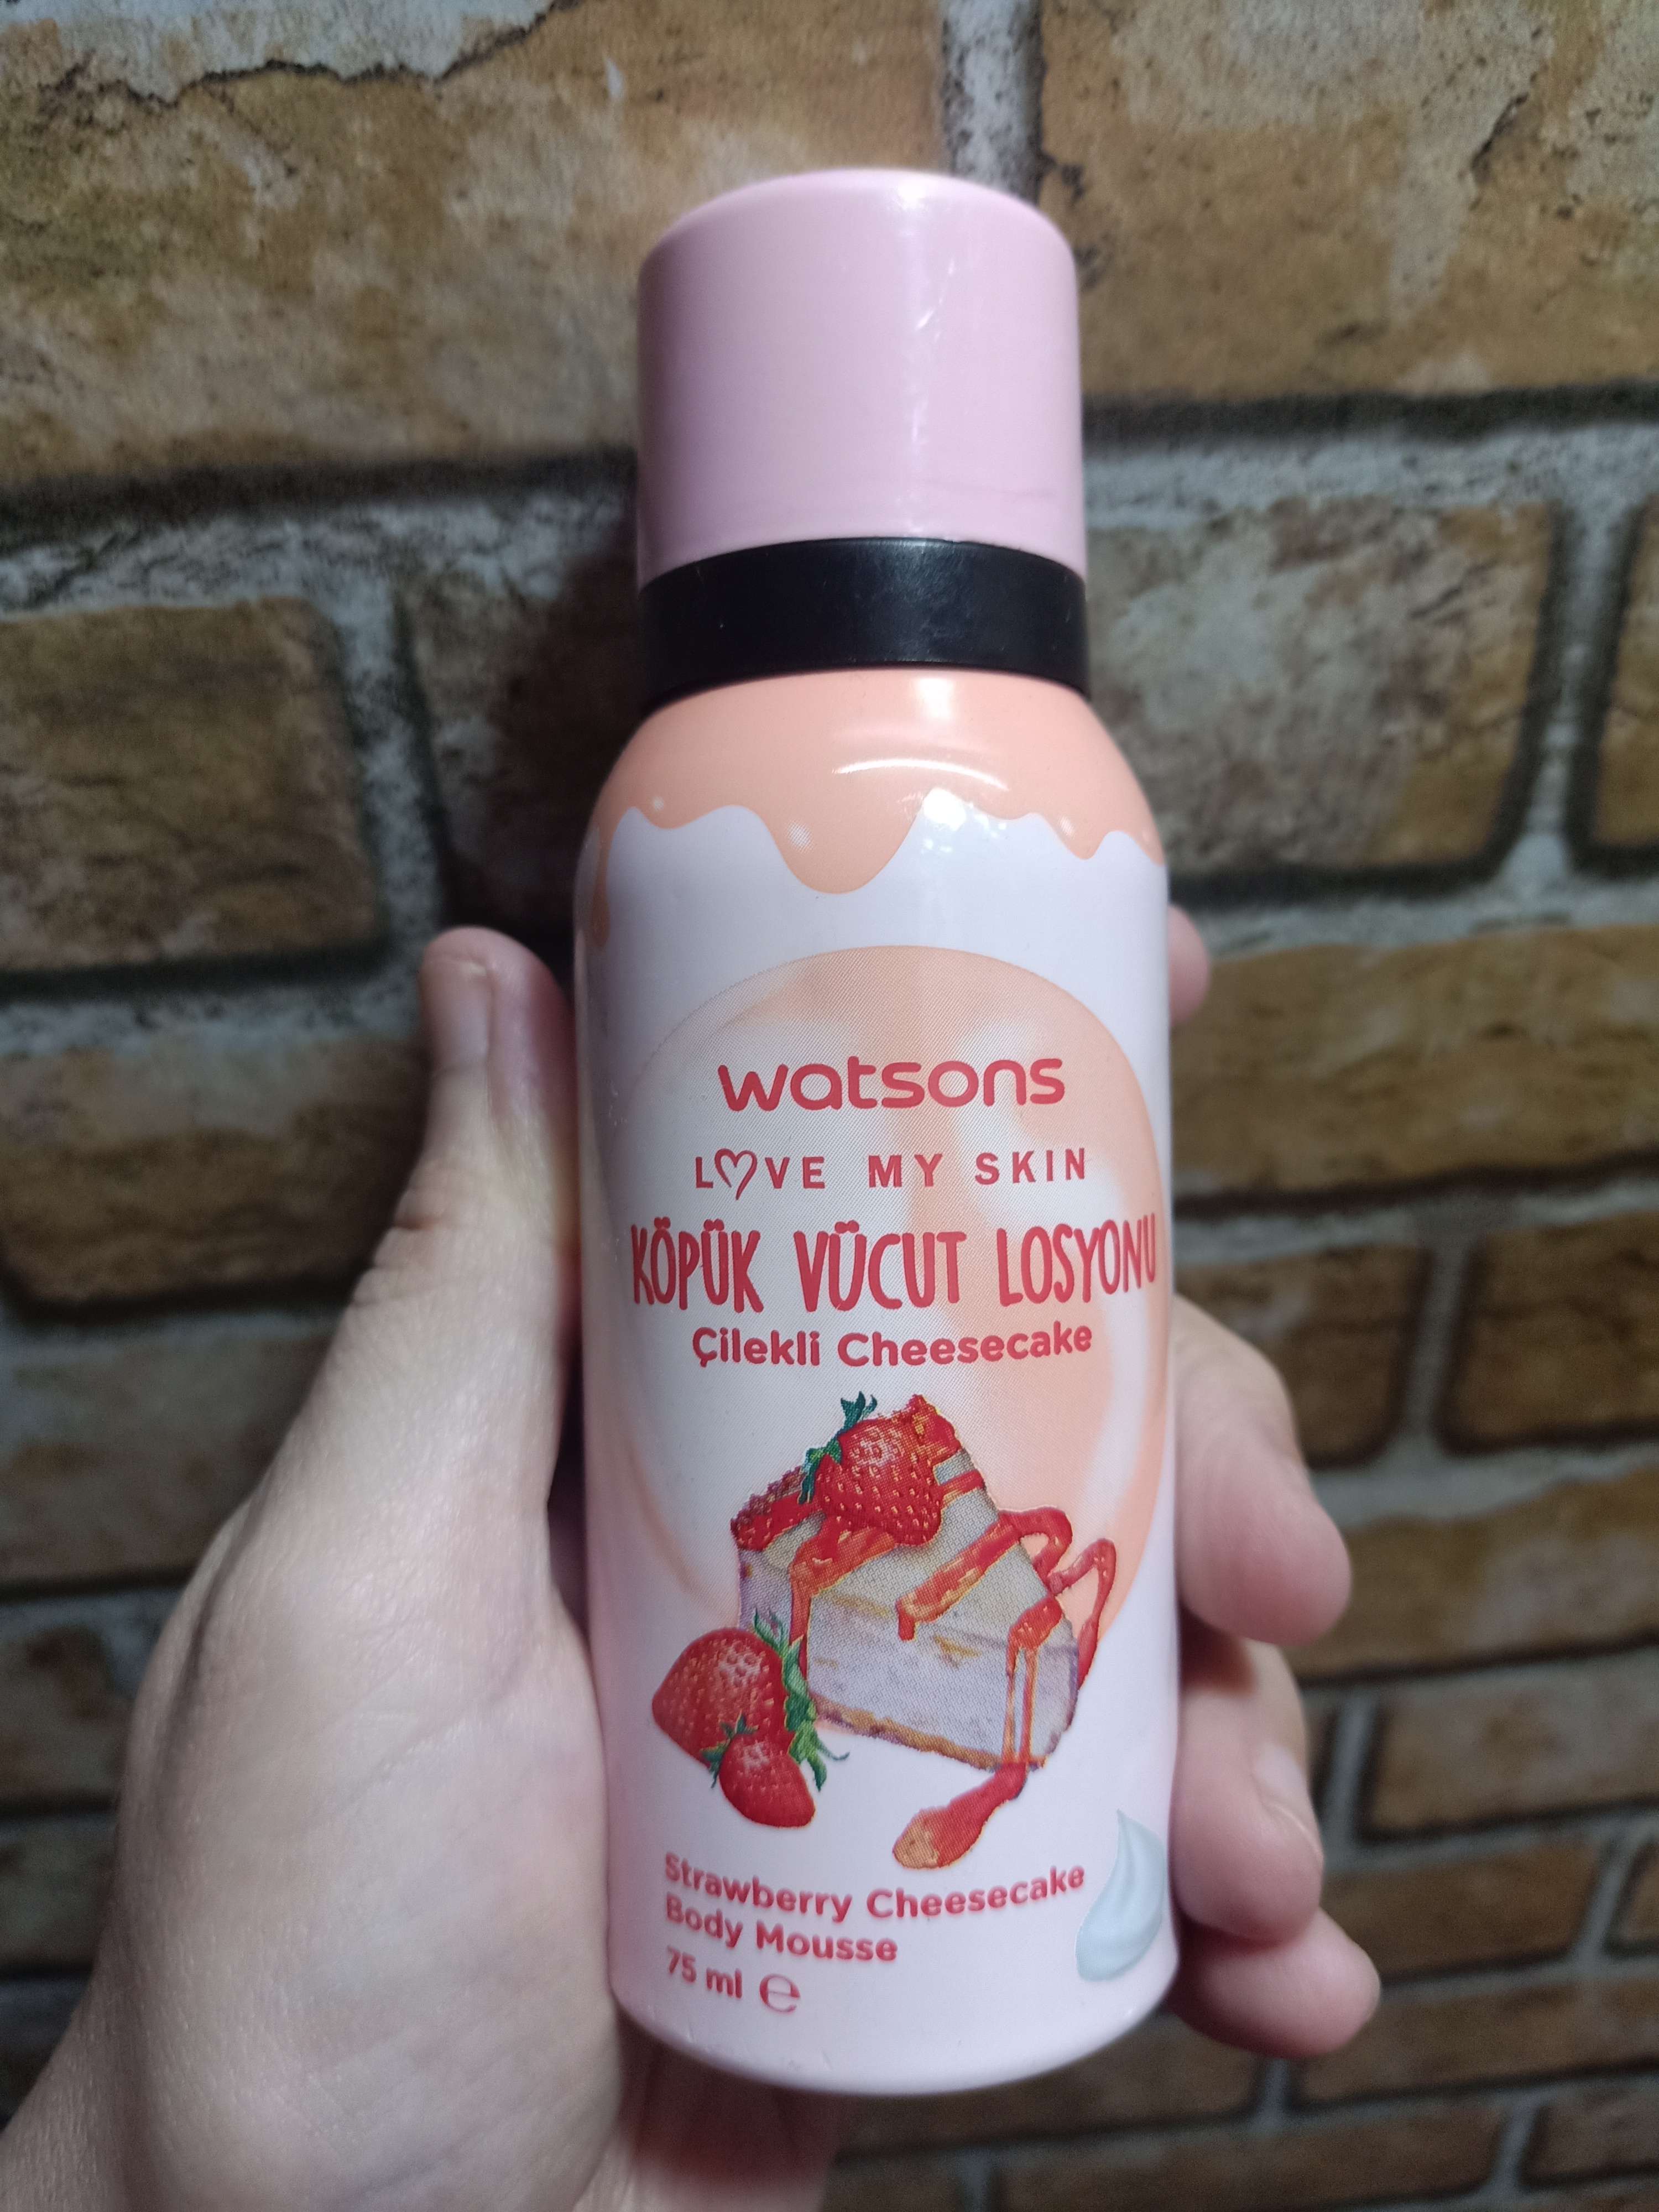 watsons
LOVE MY SKIN
KÖPÜK VÜCUT LOSYONU
Çilekli Cheesecake
Strawberry Cheesecake
Body Mousse
75 ml ℮